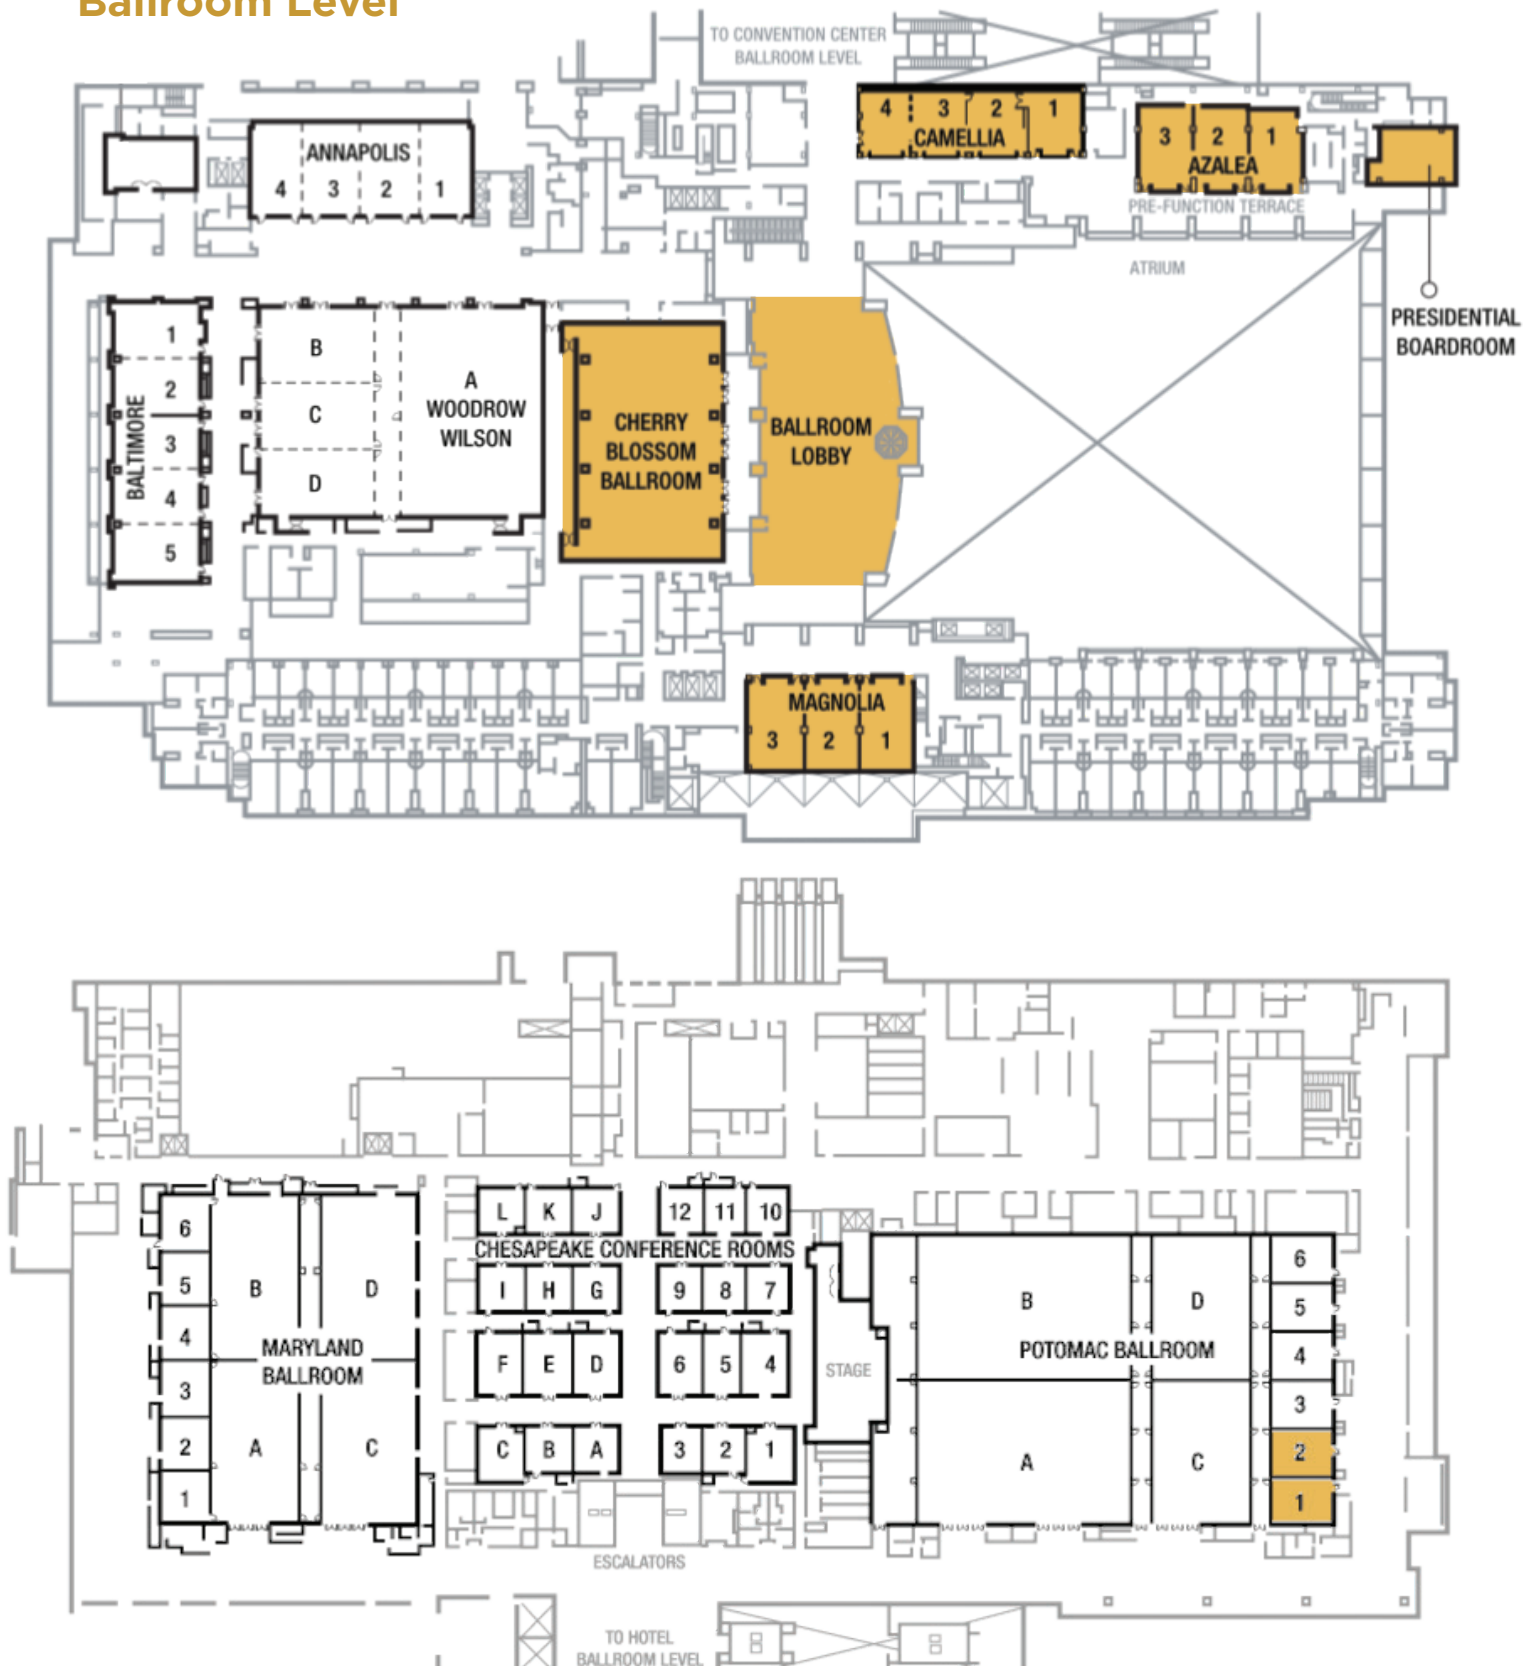 Ballroom Level
TO CONVENTION CENTER
BALLROOM LEVEL
4 3 2 1
CAMELLIA
3 2 1
AZALEA
PRE-FUNCTION TERRACE
ATRIUM
PRESIDENTIAL
BOARDROOM
ANNAPOLIS
4 3 2 1
BALTIMORE
1
2
3
4
5
B
C
D
A
WOODROW
WILSON
CHERRY
BLOSSOM
BALLROOM
BALLROOM
LOBBY
MAGNOLIA
3 2 1
6
5
4
3
2
1
B D
MARYLAND
BALLROOM
A C
L K J 12 11 10
CHESAPEAKE CONFERENCE ROOMS
I H G 9 8 7
F E D 6 5 4
C B A 3 2 1
STAGE
B D
POTOMAC BALLROOM
A C
6
5
4
3
2
1
ESCALATORS
TO HOTEL
BALLROOM LEVEL